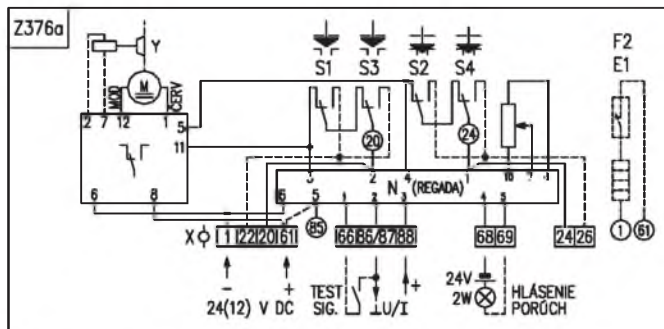 Z376a
Y
M
MOD
ČERV
2 7 12 1
5
11
6 8
S1 S3 S2 S4
20
24
F2
E1
3 2 4 1 10 7
N (REGADA)
6 5 1 2 3 4 5
85
X 1 22 20 61
66 86/87 88
68 69
24 26
1 61
− +
24(12) V DC
TEST
SIG.
⊥U/I
+
24V
2W
HLÁSENIE
PORÚCH